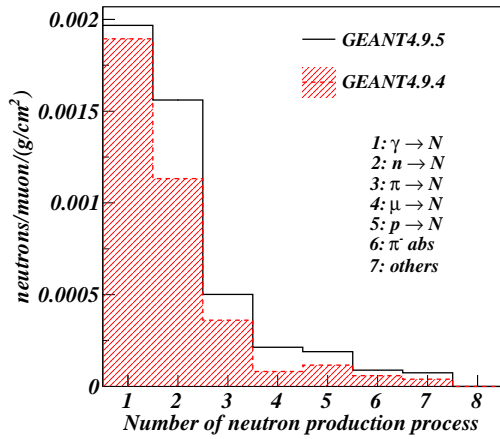 0.002
0.0015
0.001
0.0005
0
neutrons/muon/(g/cm²)
GEANT4.9.5
GEANT4.9.4
1: γ → N
2: n → N
3: π → N
4: μ → N
5: p → N
6: π⁻ abs
7: others
1 2 3 4 5 6 7 8
Number of neutron production process